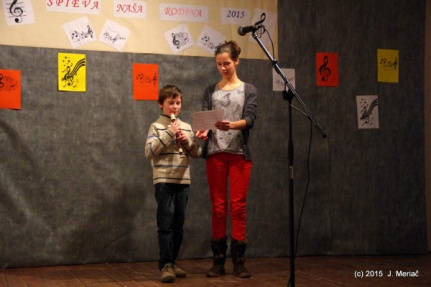 SPIEVA NAŠA RODINA 2015
(c) 2015 J. Meriač